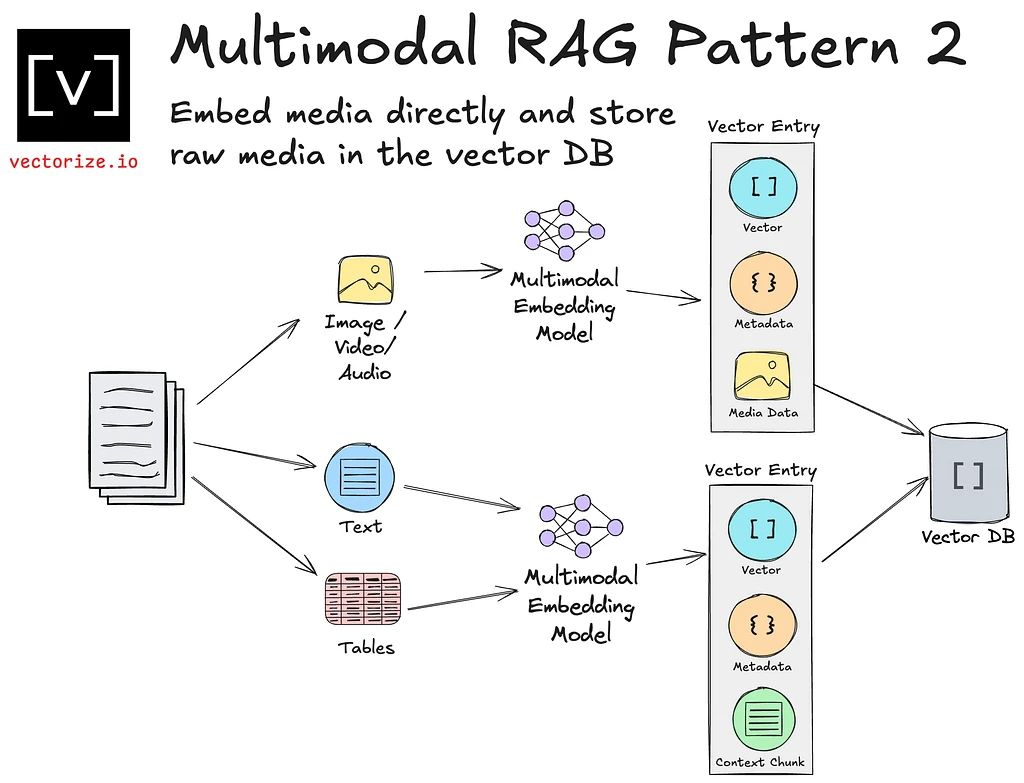 [V]
vectorize.io
Multimodal RAG Pattern 2
Embed media directly and store
raw media in the vector DB
Image /
Video/
Audio
Multimodal
Embedding
Model
Vector Entry
[ ]
Vector
{ }
Metadata
Media Data
Text
Tables
Multimodal
Embedding
Model
Vector Entry
[ ]
Vector
{ }
Metadata
Context Chunk
[ ]
Vector DB